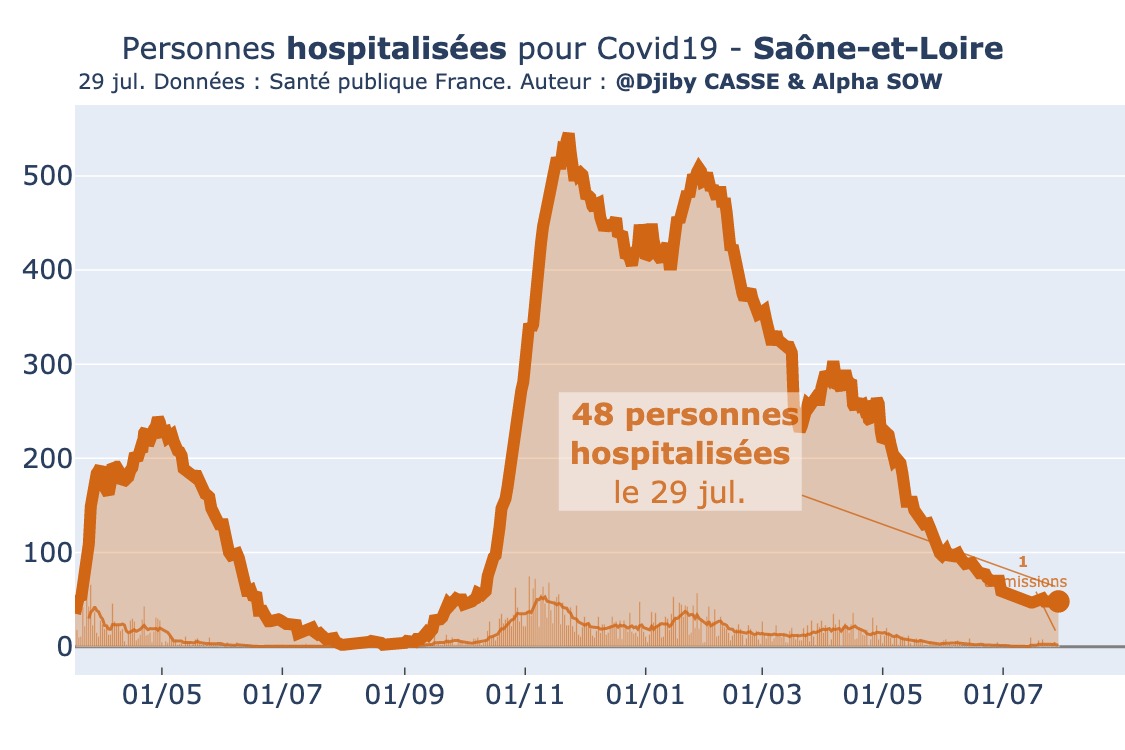 Personnes hospitalisées pour Covid19 - Saône-et-Loire
29 jul. Données : Santé publique France. Auteur : @Djiby CASSE & Alpha SOW
500
400
300
200
100
0
48 personnes
hospitalisées
le 29 jul.
1
admissions
01/05
01/07
01/09
01/11
01/01
01/03
01/05
01/07